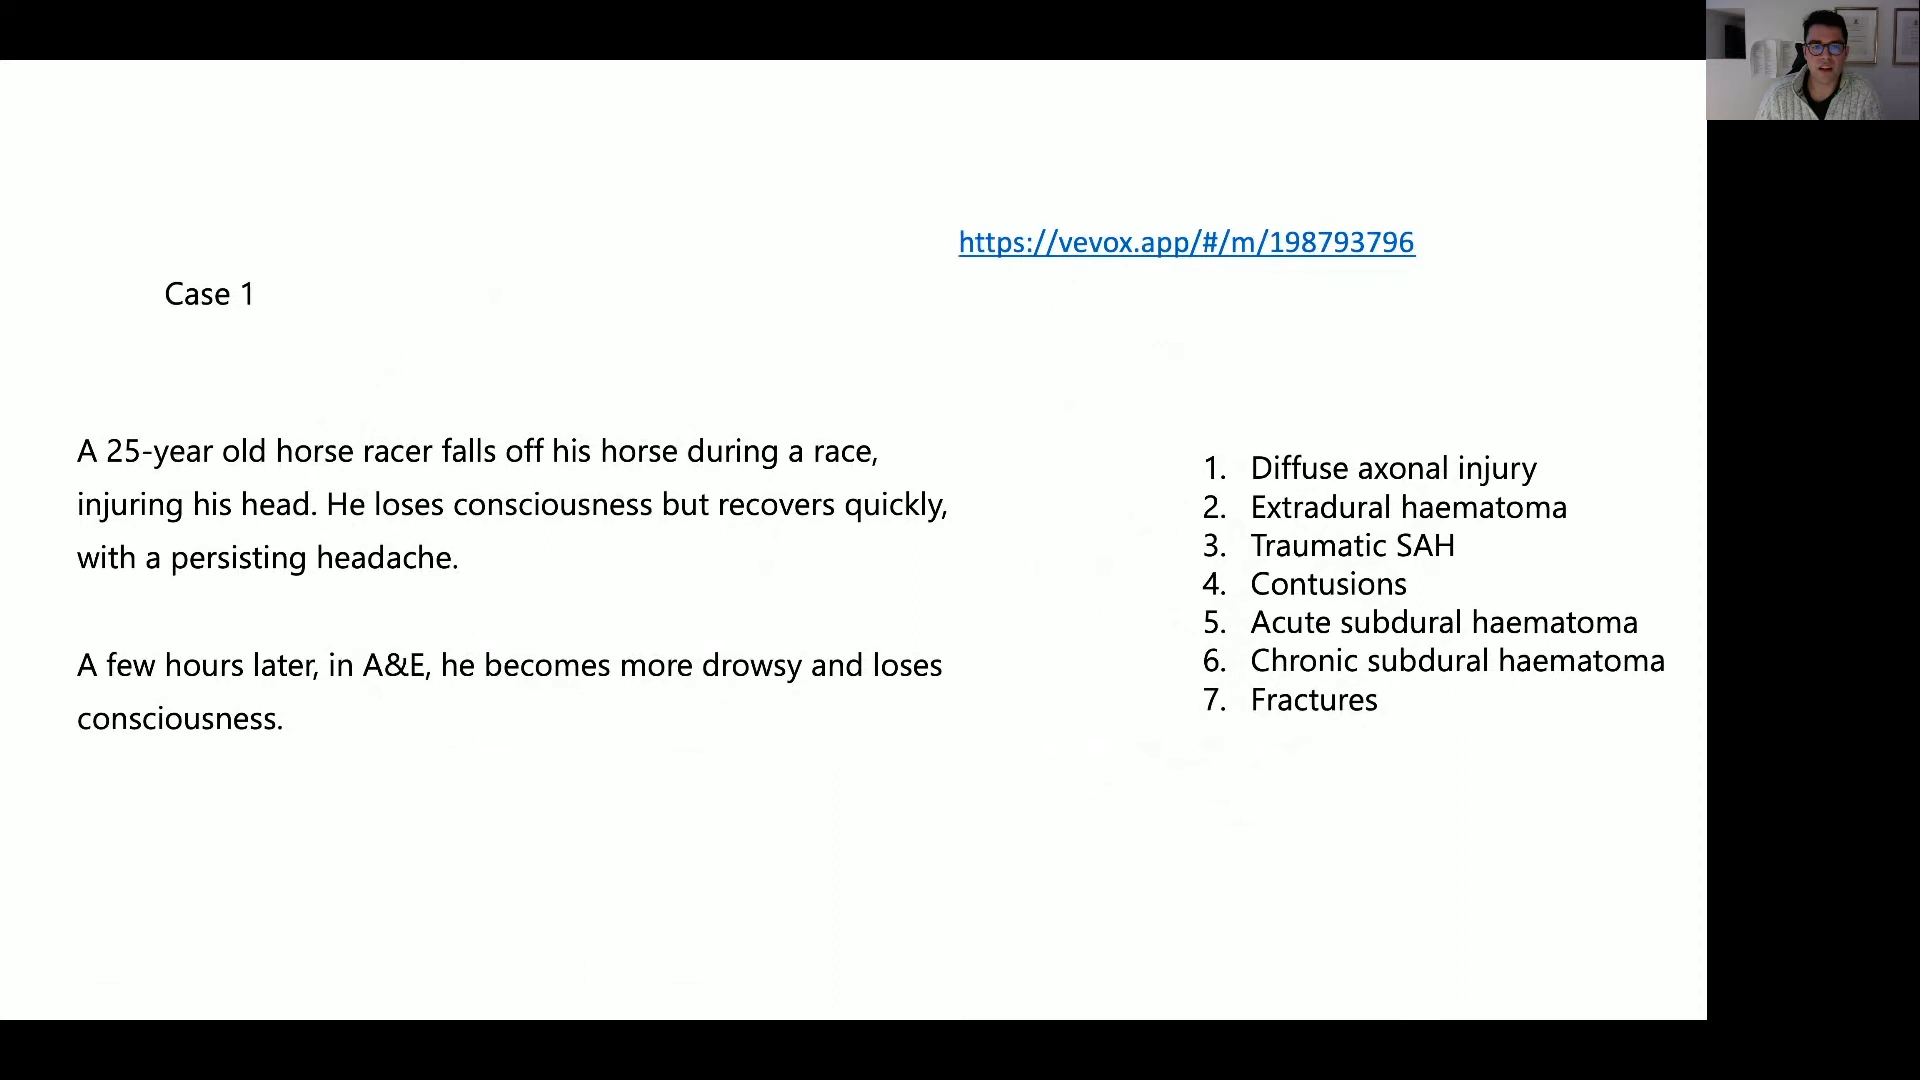 https://vevox.app/#/m/198793796
Case 1
A 25-year old horse racer falls off his horse during a race,
injuring his head. He loses consciousness but recovers quickly,
with a persisting headache.
A few hours later, in A&E, he becomes more drowsy and loses
consciousness.
1. Diffuse axonal injury
2. Extradural haematoma
3. Traumatic SAH
4. Contusions
5. Acute subdural haematoma
6. Chronic subdural haematoma
7. Fractures